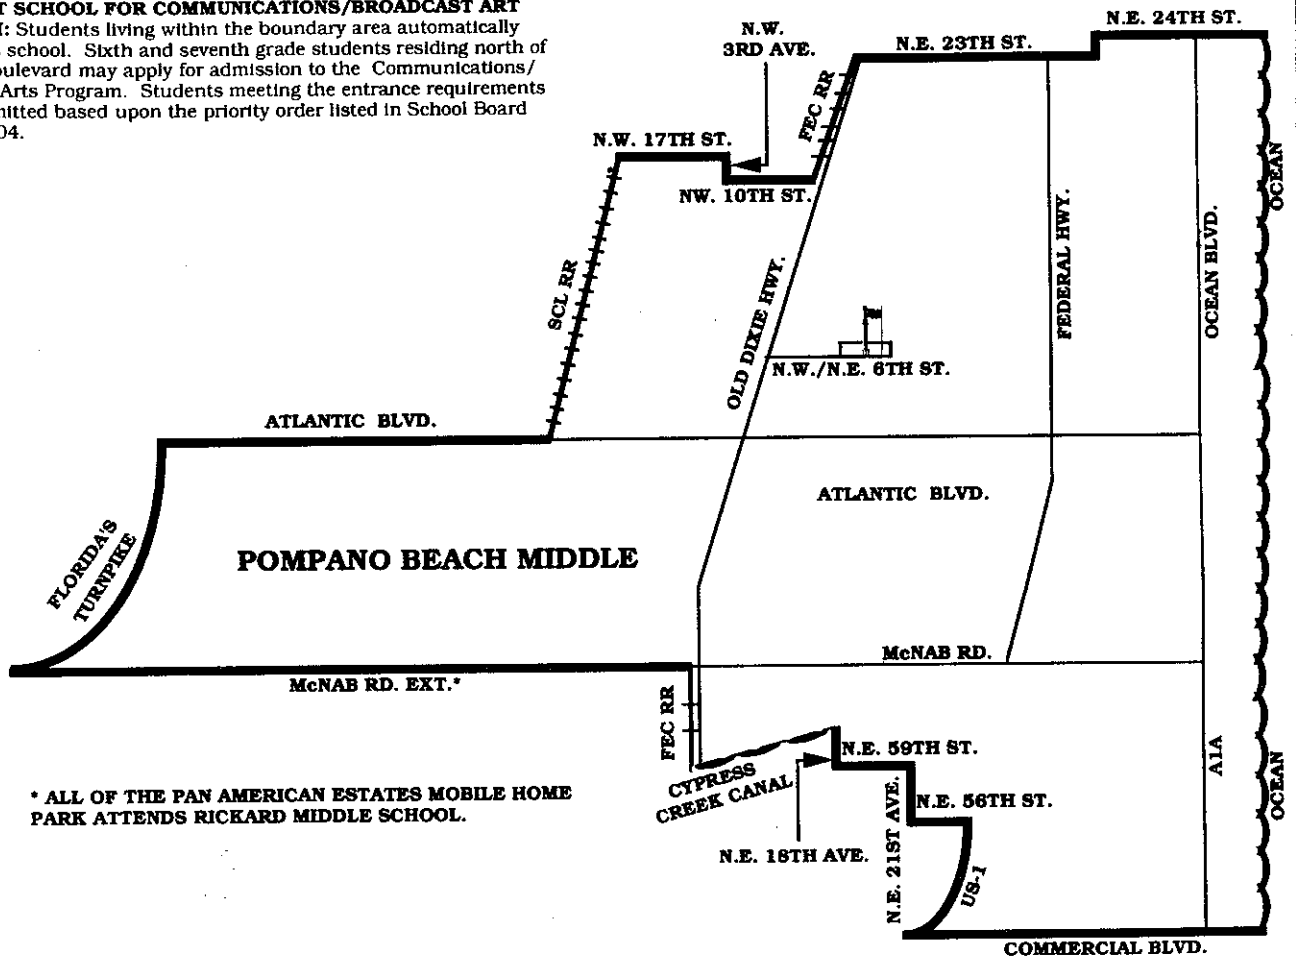 T SCHOOL FOR COMMUNICATIONS/BROADCAST ART
: Students living within the boundary area automatically
school. Sixth and seventh grade students residing north of
oulevard may apply for admission to the Communications/
Arts Program. Students meeting the entrance requirements
nitted based upon the priority order listed in School Board
04.
N.E. 24TH ST.
N.W.
3RD AVE.
N.E. 23TH ST.
FEC RR
N.W. 17TH ST.
NW. 10TH ST.
OCEAN
FEDERAL HWY.
OCEAN BLVD.
SCL RR
OLD DIXIE HWY.
N.W./N.E. 6TH ST.
ATLANTIC BLVD.
ATLANTIC BLVD.
FLORIDA'S
TURNPIKE
POMPANO BEACH MIDDLE
McNAB RD.
McNAB RD. EXT.*
FEC RR
A1A
OCEAN
N.E. 59TH ST.
CYPRESS
CREEK CANAL
* ALL OF THE PAN AMERICAN ESTATES MOBILE HOME
PARK ATTENDS RICKARD MIDDLE SCHOOL.
N.E. 56TH ST.
N.E. 18TH AVE.
N.E. 21ST AVE.
US-1
COMMERCIAL BLVD.